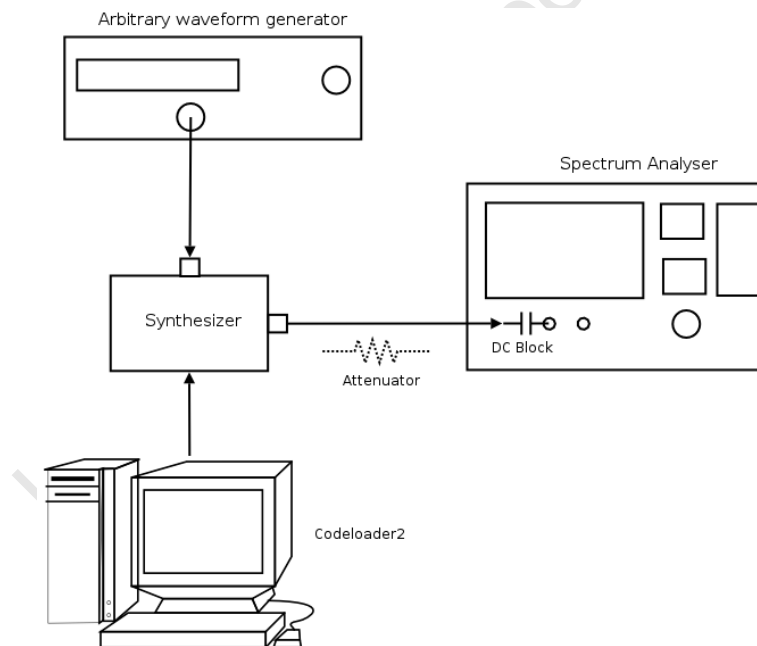 Arbitrary waveform generator
Spectrum Analyser
Synthesizer
DC Block
Attenuator
Codeloader2